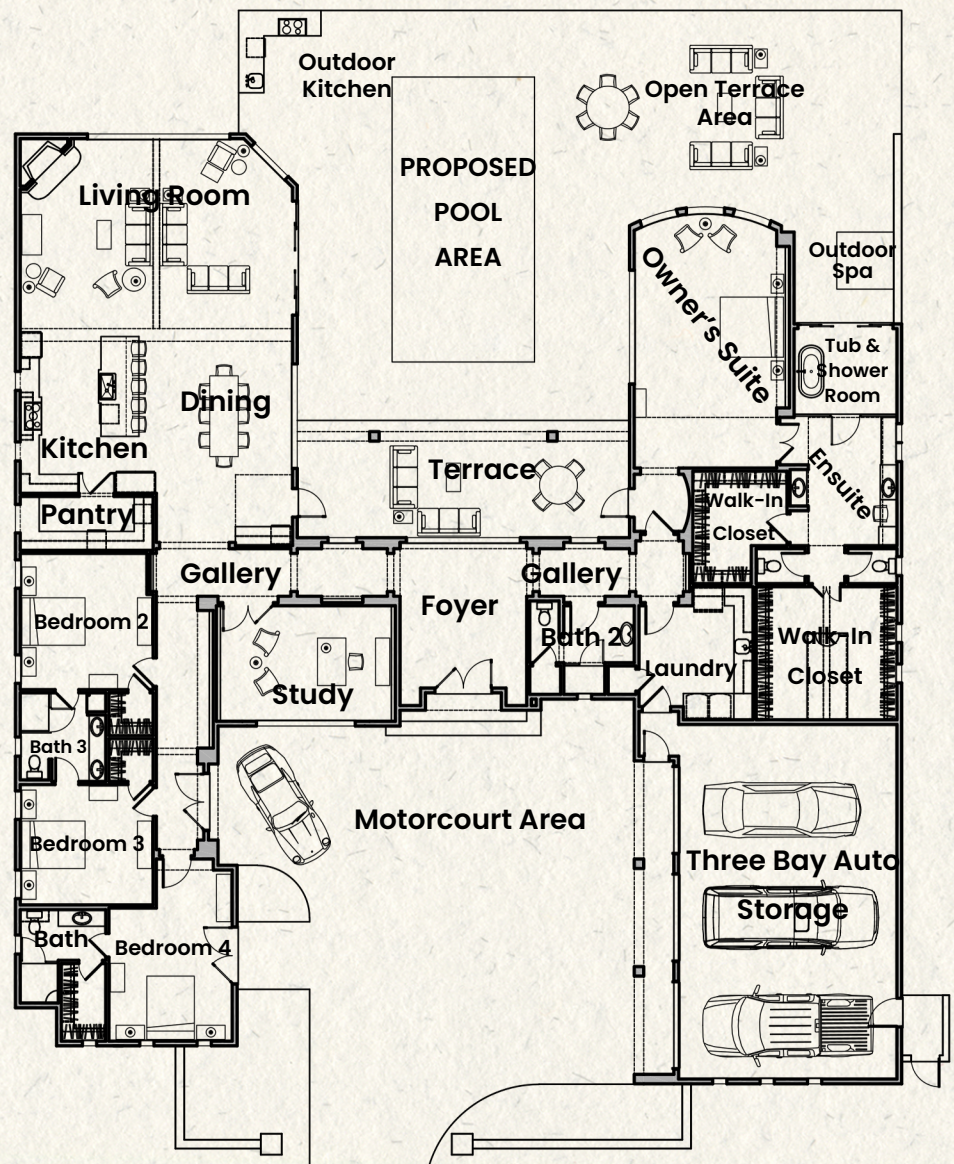 Outdoor
Kitchen
Open Terrace
Area
PROPOSED
POOL
AREA
Living Room
Owner's Suite
Outdoor
Spa
Tub &
Shower
Room
Dining
Kitchen
Terrace
Ensuite
Walk-In
Closet
Pantry
Gallery
Gallery
Foyer
Bedroom 2
Bath 2
Walk-In
Closet
Laundry
Study
Bath 3
Motorcourt Area
Bedroom 3
Three Bay Auto
Storage
Bath
Bedroom 4